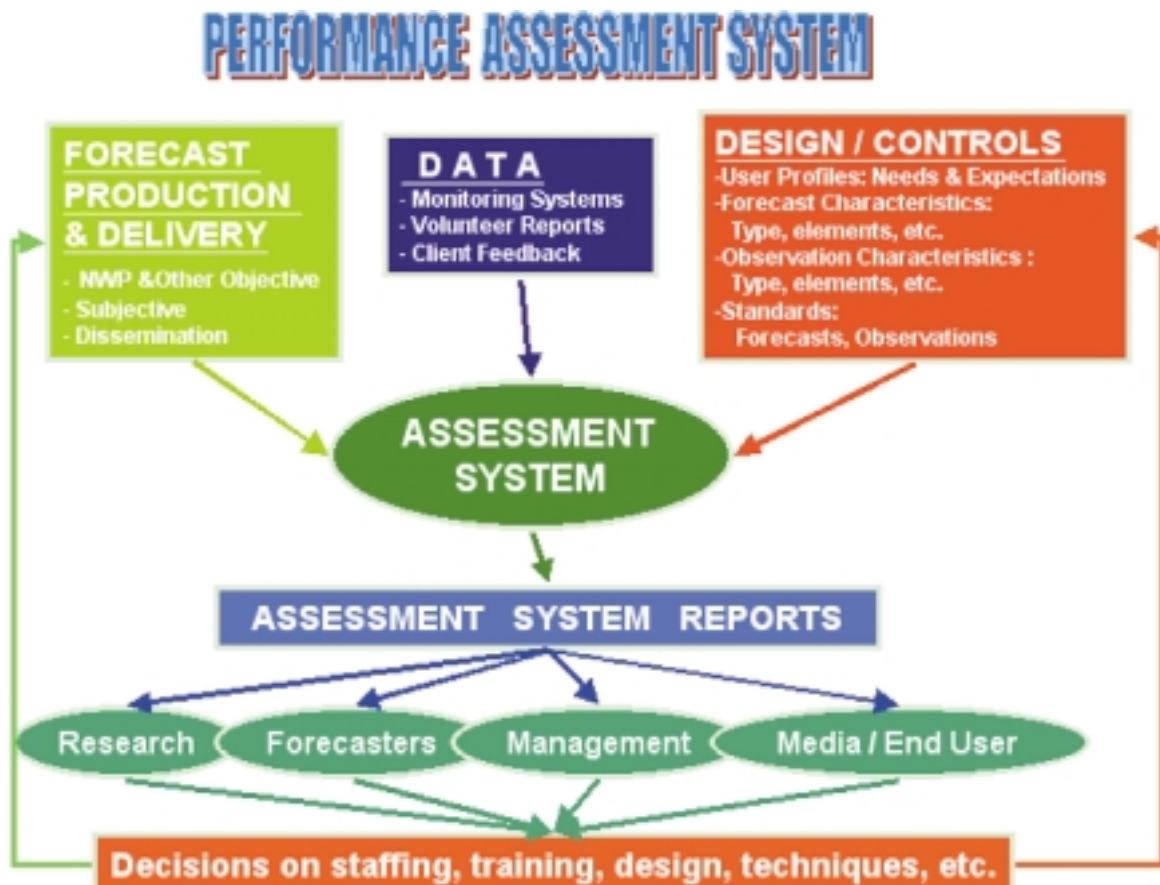 PERFORMANCE ASSESSMENT SYSTEM
FORECAST
PRODUCTION
& DELIVERY
- NWP &Other Objective
- Subjective
- Dissemination
D A T A
- Monitoring Systems
- Volunteer Reports
- Client Feedback
DESIGN / CONTROLS
-User Profiles: Needs & Expectations
-Forecast Characteristics:
Type, elements, etc.
-Observation Characteristics :
Type, elements, etc.
-Standards:
Forecasts, Observations
ASSESSMENT
SYSTEM
ASSESSMENT SYSTEM REPORTS
Research
Forecasters
Management
Media / End User
Decisions on staffing, training, design, techniques, etc.